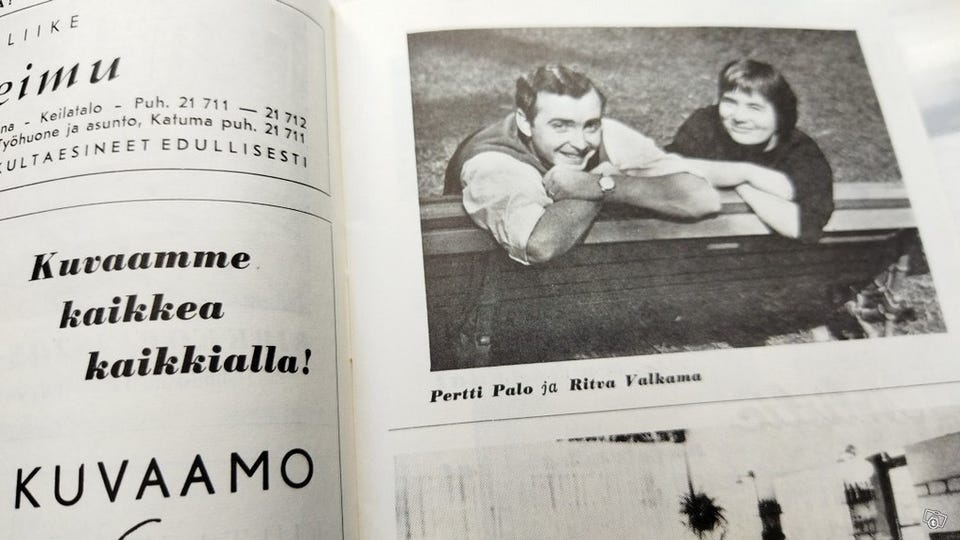 LIIKE
eimu
na - Keilatalo - Puh. 21 711 — 21 712
Työhuone ja asunto, Katuma puh. 21 711
KULTAESINEET EDULLISESTI
Kuvaamme
kaikkea
kaikkialla!
KUVAAMO
Pertti Palo ja Ritva Valkama